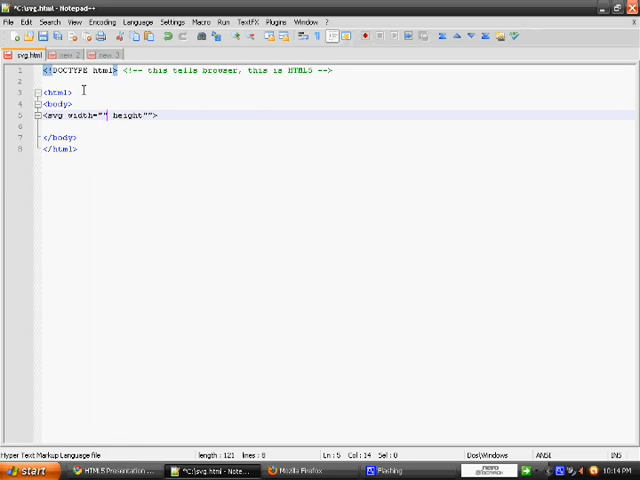 *C:\svg.html - Notepad++
File Edit Search View Encoding Language Settings Macro Run TextFX Plugins Window ?
svg.html new 2 new 3
1 <!DOCTYPE html> <!-- this tells browser, this is HTML5 -->
2
3 <html>
4 <body>
5 <svg width="" height"">
6
7 </body>
8 </html>
Hyper Text Markup Language file length : 121 lines : 8 Ln : 5 Col : 14 Sel : 0 Dos\Windows ANSI INS
start HTML5 Presentation ... *C:\svg.html - Note... Mozilla Firefox Flashing nero 10:14 PM